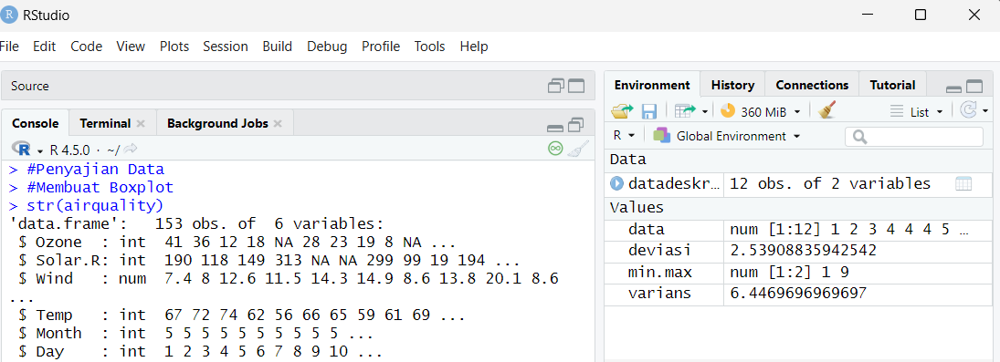 RStudio
File Edit Code View Plots Session Build Debug Profile Tools Help
Source
Console Terminal Background Jobs
R 4.5.0 · ~/
> #Penyajian Data
> #Membuat Boxplot
> str(airquality)
'data.frame':   153 obs. of  6 variables:
 $ Ozone  : int  41 36 12 18 NA 28 23 19 8 NA ...
 $ Solar.R: int  190 118 149 313 NA NA 299 99 19 194 ...
 $ Wind   : num  7.4 8 12.6 11.5 14.3 14.9 8.6 13.8 20.1 8.6
...
 $ Temp   : int  67 72 74 62 56 66 65 59 61 69 ...
 $ Month  : int  5 5 5 5 5 5 5 5 5 5 ...
 $ Day    : int  1 2 3 4 5 6 7 8 9 10 ...
Environment History Connections Tutorial
360 MiB List
R Global Environment
Data
datadeskr… 12 obs. of 2 variables
Values
data num [1:12] 1 2 3 4 4 4 5 …
deviasi 2.53908835942542
min.max num [1:2] 1 9
varians 6.4469696969697